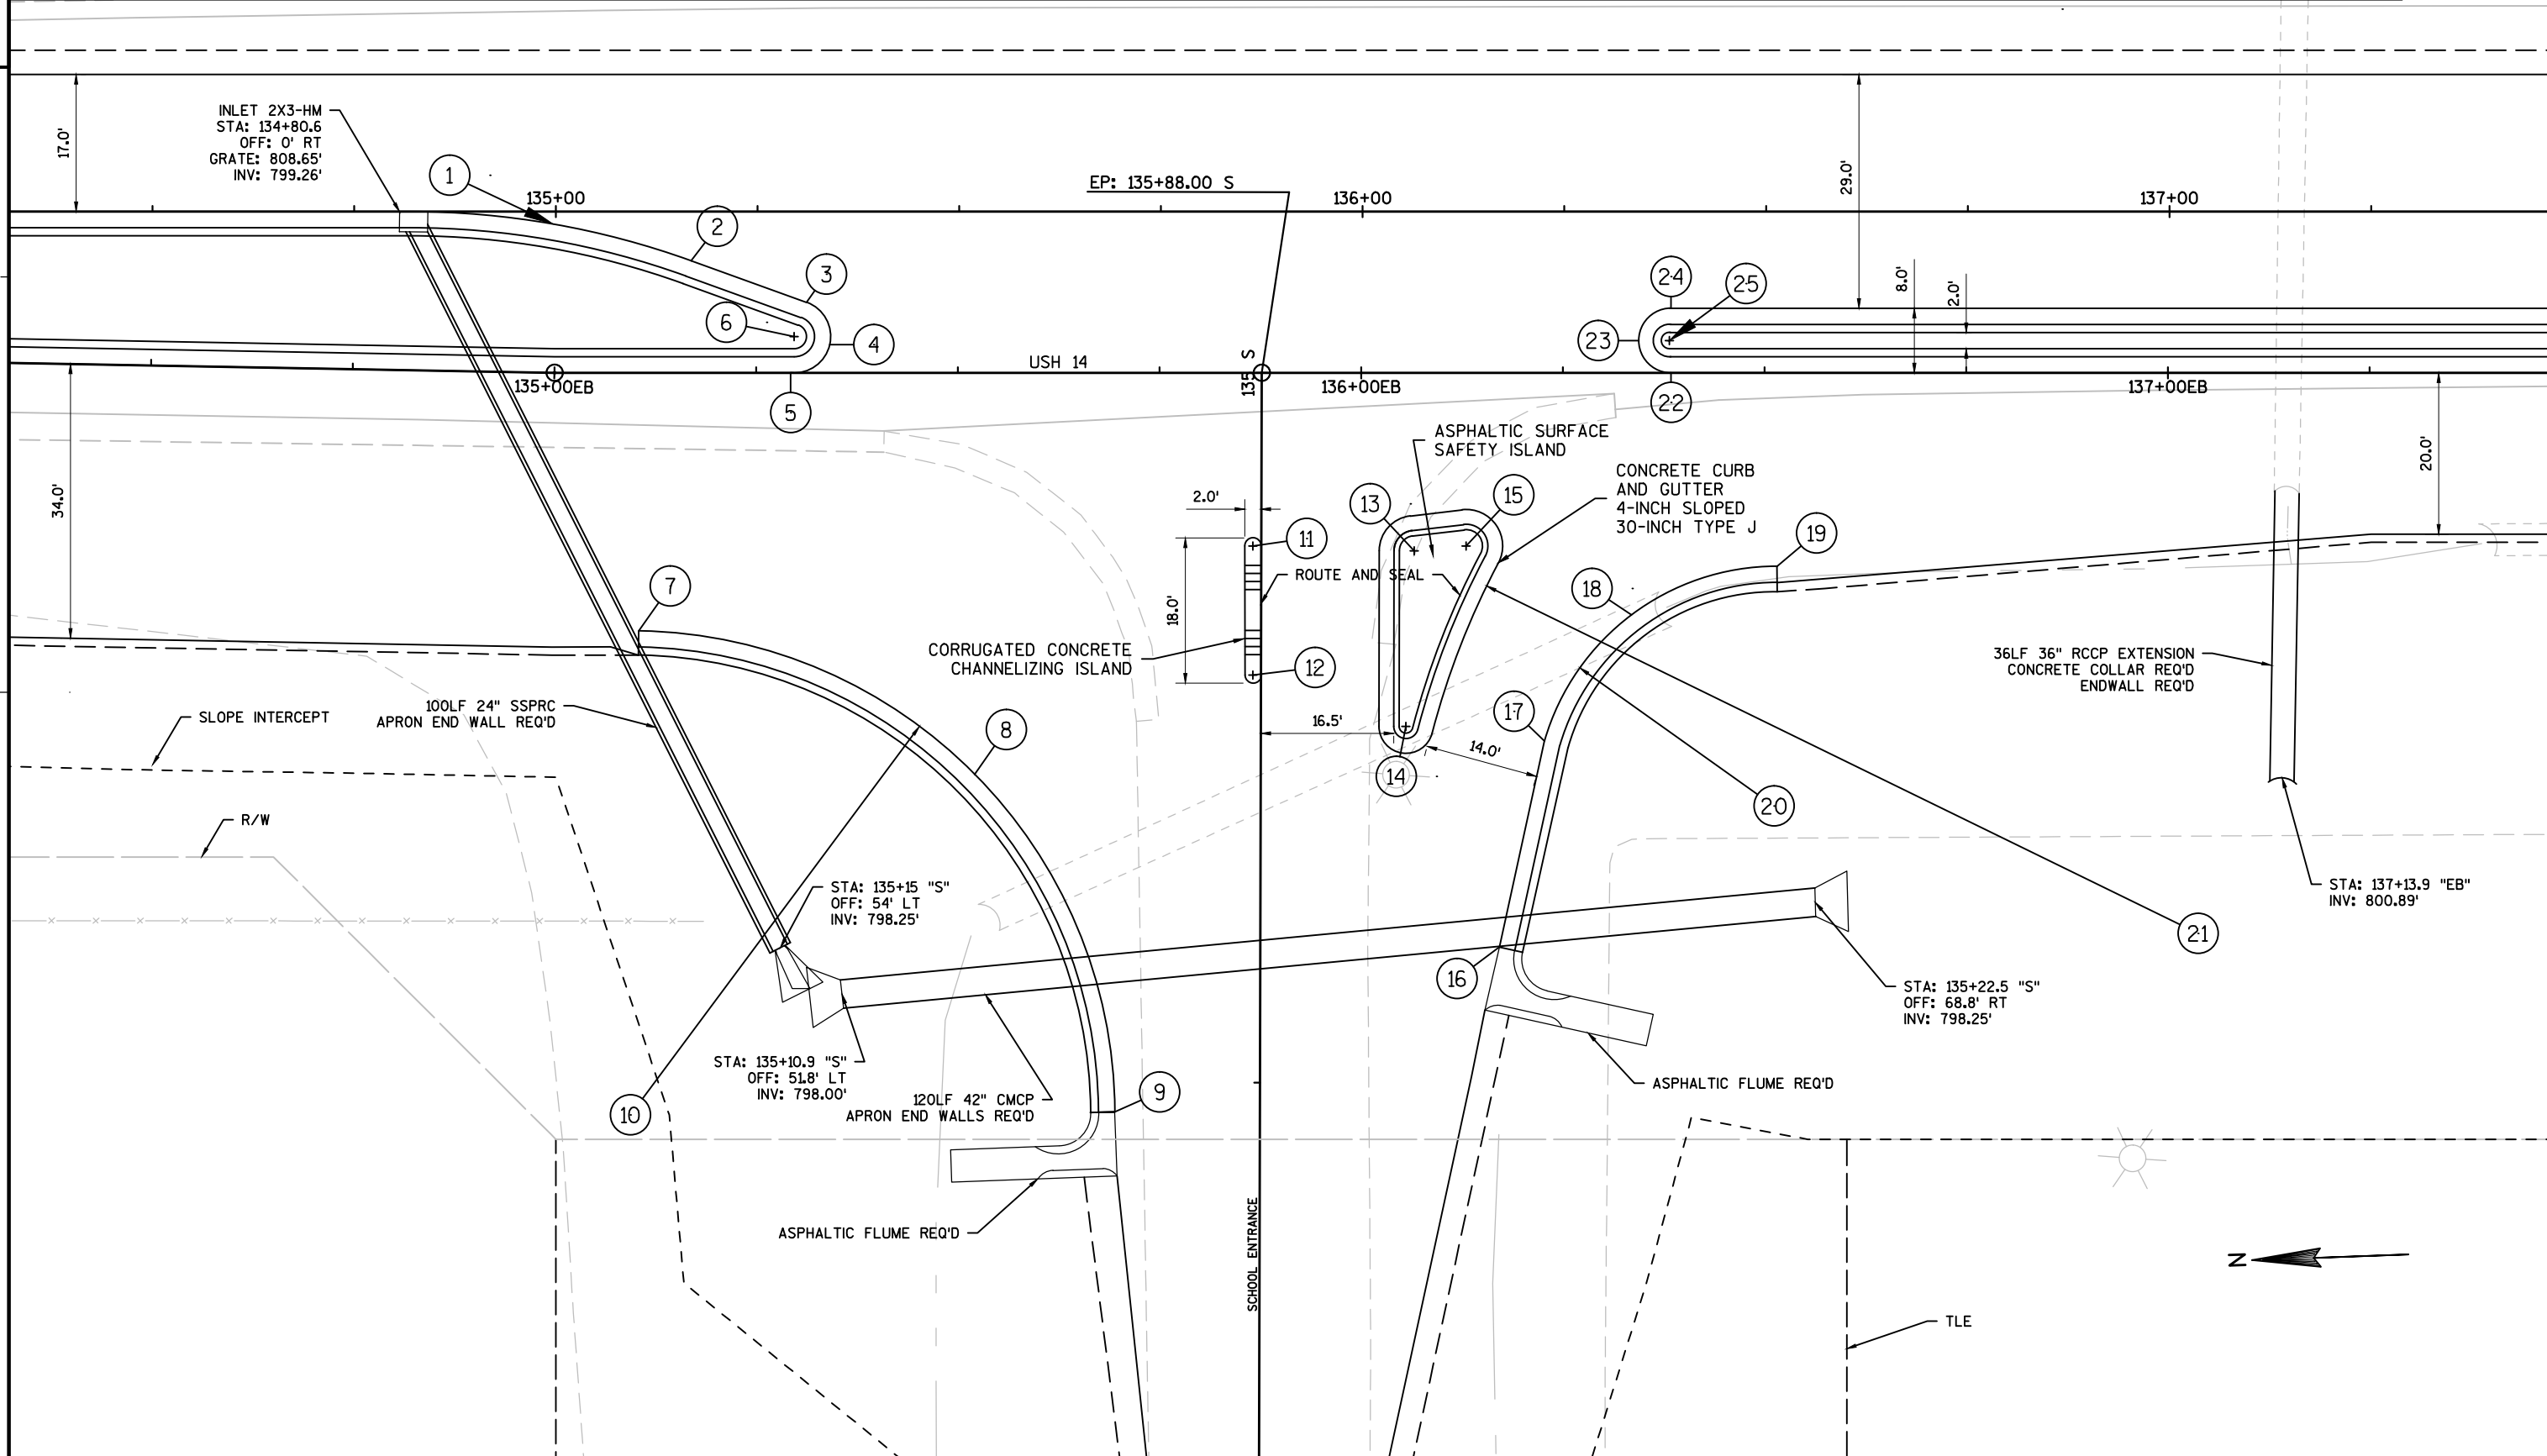 17.0'
INLET 2X3-HM
STA: 134+80.6
OFF: 0' RT
GRATE: 808.65'
INV: 799.26'
1
135+00
2
3
4
5
6
EP: 135+88.00 S
136+00
137+00
29.0'
24
25
23
22
8.0'
2.0'
USH 14
135 S
135+00EB
136+00EB
137+00EB
34.0'
20.0'
ASPHALTIC SURFACE
SAFETY ISLAND
CONCRETE CURB
AND GUTTER
4-INCH SLOPED
30-INCH TYPE J
13
15
2.0'
11
18.0'
ROUTE AND SEAL
12
CORRUGATED CONCRETE
CHANNELIZING ISLAND
16.5'
14.0'
14
7
8
17
18
19
20
21
36LF 36" RCCP EXTENSION
CONCRETE COLLAR REQ'D
ENDWALL REQ'D
100LF 24" SSPRC
APRON END WALL REQ'D
SLOPE INTERCEPT
R/W
STA: 135+15 "S"
OFF: 54' LT
INV: 798.25'
STA: 137+13.9 "EB"
INV: 800.89'
16
STA: 135+22.5 "S"
OFF: 68.8' RT
INV: 798.25'
STA: 135+10.9 "S"
OFF: 51.8' LT
INV: 798.00'
10
9
120LF 42" CMCP
APRON END WALLS REQ'D
ASPHALTIC FLUME REQ'D
ASPHALTIC FLUME REQ'D
SCHOOL ENTRANCE
N
TLE